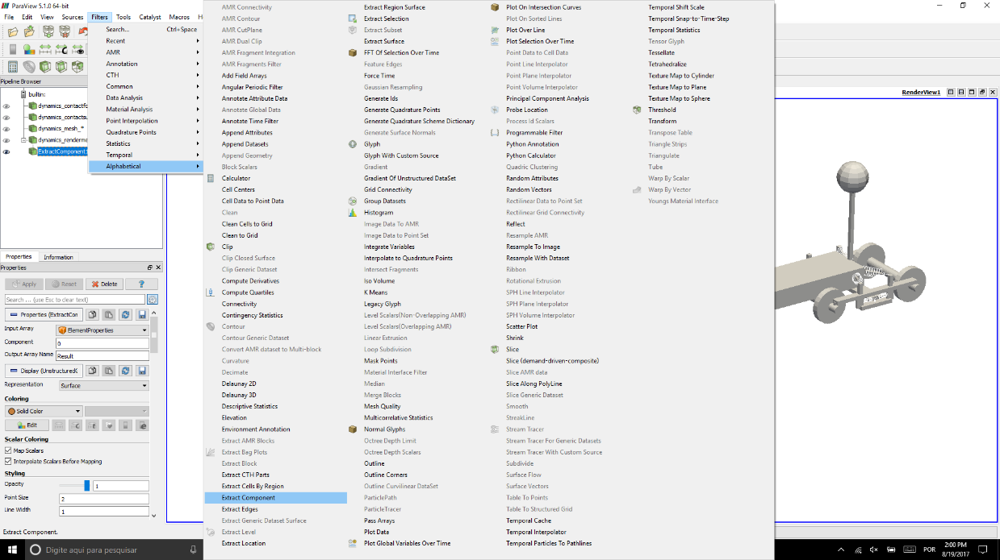 ParaView 5.1.0 64-bit
File Edit View Sources Filters Tools Catalyst Macros H
Search... Ctrl+Space
Recent
AMR
Annotation
CTH
Common
Data Analysis
Material Analysis
Point Interpolation
Quadrature Points
Statistics
Temporal
Alphabetical
Pipeline Browser
builtin:
dynamics_contactfo
dynamics_contactsu
dynamics_mesh_*
dynamics_renderme
ExtractComponent1
Properties Information
Properties
Apply Reset Delete ?
Search ... (use Esc to clear text)
Properties (ExtractCon
Input Array ElementProperties
Component 0
Output Array Name Result
Display (UnstructuredG
Representation Surface
Coloring
Solid Color
Edit
Scalar Coloring
Map Scalars
Interpolate Scalars Before Mapping
Styling
Opacity 1
Point Size 2
Line Width 1
Extract Component.
AMR Connectivity
AMR Contour
AMR CutPlane
AMR Dual Clip
AMR Fragment Integration
AMR Fragments Filter
Add Field Arrays
Angular Periodic Filter
Annotate Attribute Data
Annotate Global Data
Annotate Time Filter
Append Attributes
Append Datasets
Append Geometry
Block Scalars
Calculator
Cell Centers
Cell Data to Point Data
Clean
Clean Cells to Grid
Clean to Grid
Clip
Clip Closed Surface
Clip Generic Dataset
Compute Derivatives
Compute Quartiles
Connectivity
Contingency Statistics
Contour
Contour Generic Dataset
Convert AMR dataset to Multi-block
Curvature
Decimate
Delaunay 2D
Delaunay 3D
Descriptive Statistics
Elevation
Environment Annotation
Extract AMR Blocks
Extract Bag Plots
Extract Block
Extract CTH Parts
Extract Cells By Region
Extract Component
Extract Edges
Extract Generic Dataset Surface
Extract Level
Extract Location
Extract Region Surface
Extract Selection
Extract Subset
Extract Surface
FFT Of Selection Over Time
Feature Edges
Force Time
Gaussian Resampling
Generate Ids
Generate Quadrature Points
Generate Quadrature Scheme Dictionary
Generate Surface Normals
Glyph
Glyph With Custom Source
Gradient
Gradient Of Unstructured DataSet
Grid Connectivity
Group Datasets
Histogram
Image Data To AMR
Image Data to Point Set
Integrate Variables
Interpolate to Quadrature Points
Intersect Fragments
Iso Volume
K Means
Legacy Glyph
Level Scalars(Non-Overlapping AMR)
Level Scalars(Overlapping AMR)
Linear Extrusion
Loop Subdivision
Mask Points
Material Interface Filter
Median
Merge Blocks
Mesh Quality
Multicorrelative Statistics
Normal Glyphs
Octree Depth Limit
Octree Depth Scalars
Outline
Outline Corners
Outline Curvilinear DataSet
ParticlePath
ParticleTracer
Pass Arrays
Plot Data
Plot Global Variables Over Time
Plot On Intersection Curves
Plot On Sorted Lines
Plot Over Line
Plot Selection Over Time
Point Data to Cell Data
Point Line Interpolator
Point Plane Interpolator
Point Volume Interpolator
Principal Component Analysis
Probe Location
Process Id Scalars
Programmable Filter
Python Annotation
Python Calculator
Quadric Clustering
Random Attributes
Random Vectors
Rectilinear Data to Point Set
Rectilinear Grid Connectivity
Reflect
Resample AMR
Resample To Image
Resample With Dataset
Ribbon
Rotational Extrusion
SPH Line Interpolator
SPH Plane Interpolator
SPH Volume Interpolator
Scatter Plot
Shrink
Slice
Slice (demand-driven-composite)
Slice AMR data
Slice Along PolyLine
Slice Generic Dataset
Smooth
StreakLine
Stream Tracer
Stream Tracer For Generic Datasets
Stream Tracer With Custom Source
Subdivide
Surface Flow
Surface Vectors
Table To Points
Table To Structured Grid
Temporal Cache
Temporal Interpolator
Temporal Particles To Pathlines
Temporal Shift Scale
Temporal Snap-to-Time-Step
Temporal Statistics
Tensor Glyph
Tessellate
Tetrahedralize
Texture Map to Cylinder
Texture Map to Plane
Texture Map to Sphere
Threshold
Transform
Transpose Table
Triangle Strips
Triangulate
Tube
Warp By Scalar
Warp By Vector
Youngs Material Interface
RenderView1
Digite aqui para pesquisar
POR
2:00 PM
8/19/2017